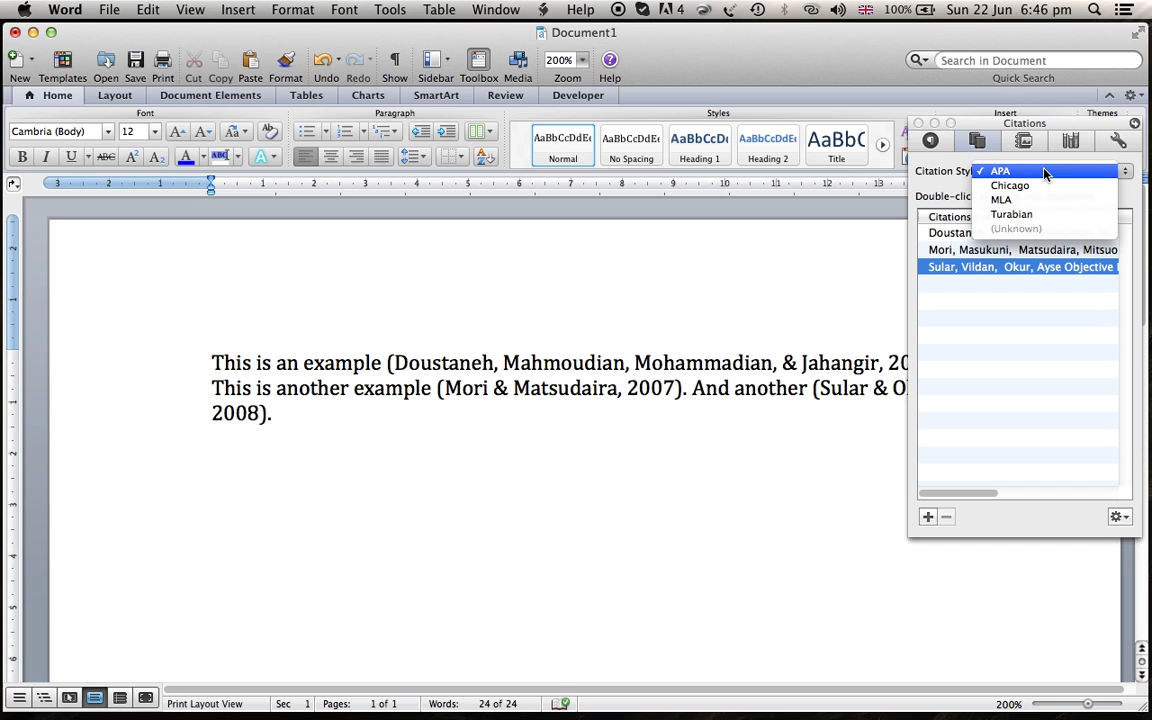 Word File Edit View Insert Format Font Tools Table Window Help 4 100% Sun 22 Jun 6:46 pm
Document1
New Templates Open Save Print Cut Copy Paste Format Undo Redo Show Sidebar Toolbox Media 200% Zoom Help
Search in Document
Quick Search
Home Layout Document Elements Tables Charts SmartArt Review Developer
Font Paragraph Styles Insert Themes
Cambria (Body) 12
AaBbCcDdEe AaBbCcDdEe AaBbCcDc AaBbCcDdEe AaBbC
Normal No Spacing Heading 1 Heading 2 Title
Citations
Citation Styl
APA
Chicago
MLA
Turabian
(Unknown)
Double-clic
Citations
Doustan
Mori, Masukuni, Matsudaira, Mitsuo
Sular, Vildan, Okur, Ayse Objective
This is an example (Doustaneh, Mahmoudian, Mohammadian, & Jahangir, 20
This is another example (Mori & Matsudaira, 2007). And another (Sular & O
2008).
Print Layout View Sec 1 Pages: 1 of 1 Words: 24 of 24 200%